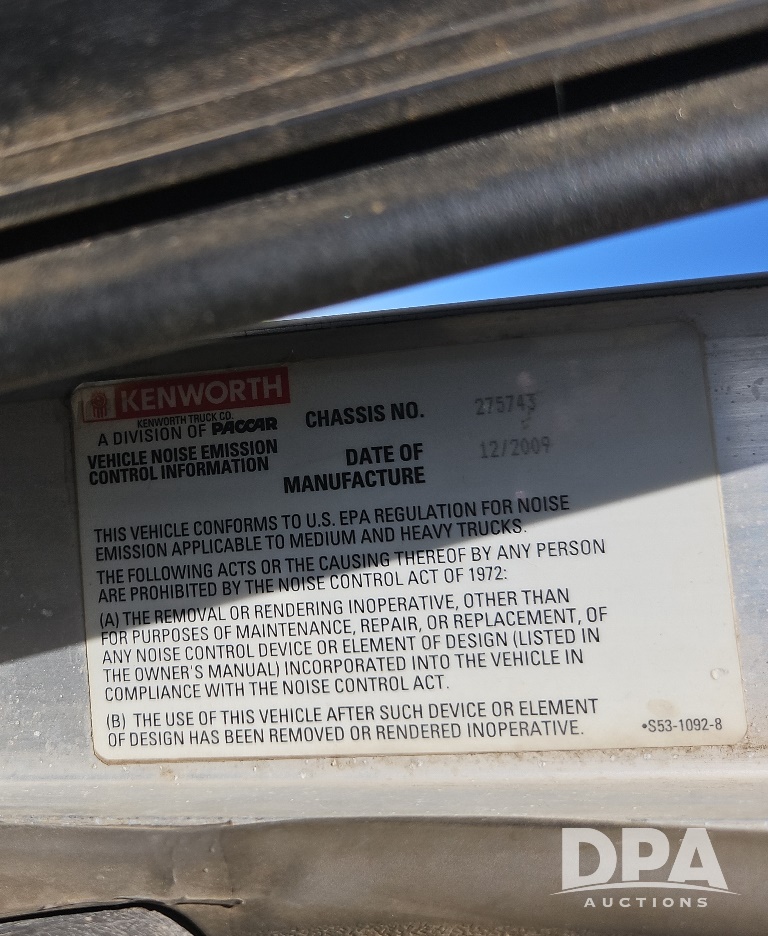 KENWORTH
KENWORTH TRUCK CO.
A DIVISION OF PACCAR
VEHICLE NOISE EMISSION
CONTROL INFORMATION
CHASSIS NO. 275743
DATE OF
MANUFACTURE 12/2009
THIS VEHICLE CONFORMS TO U.S. EPA REGULATION FOR NOISE
EMISSION APPLICABLE TO MEDIUM AND HEAVY TRUCKS.
THE FOLLOWING ACTS OR THE CAUSING THEREOF BY ANY PERSON
ARE PROHIBITED BY THE NOISE CONTROL ACT OF 1972:
(A) THE REMOVAL OR RENDERING INOPERATIVE, OTHER THAN
FOR PURPOSES OF MAINTENANCE, REPAIR, OR REPLACEMENT, OF
ANY NOISE CONTROL DEVICE OR ELEMENT OF DESIGN (LISTED IN
THE OWNER'S MANUAL) INCORPORATED INTO THE VEHICLE IN
COMPLIANCE WITH THE NOISE CONTROL ACT.
(B) THE USE OF THIS VEHICLE AFTER SUCH DEVICE OR ELEMENT
OF DESIGN HAS BEEN REMOVED OR RENDERED INOPERATIVE.
•S53-1092-8
DPA
AUCTIONS